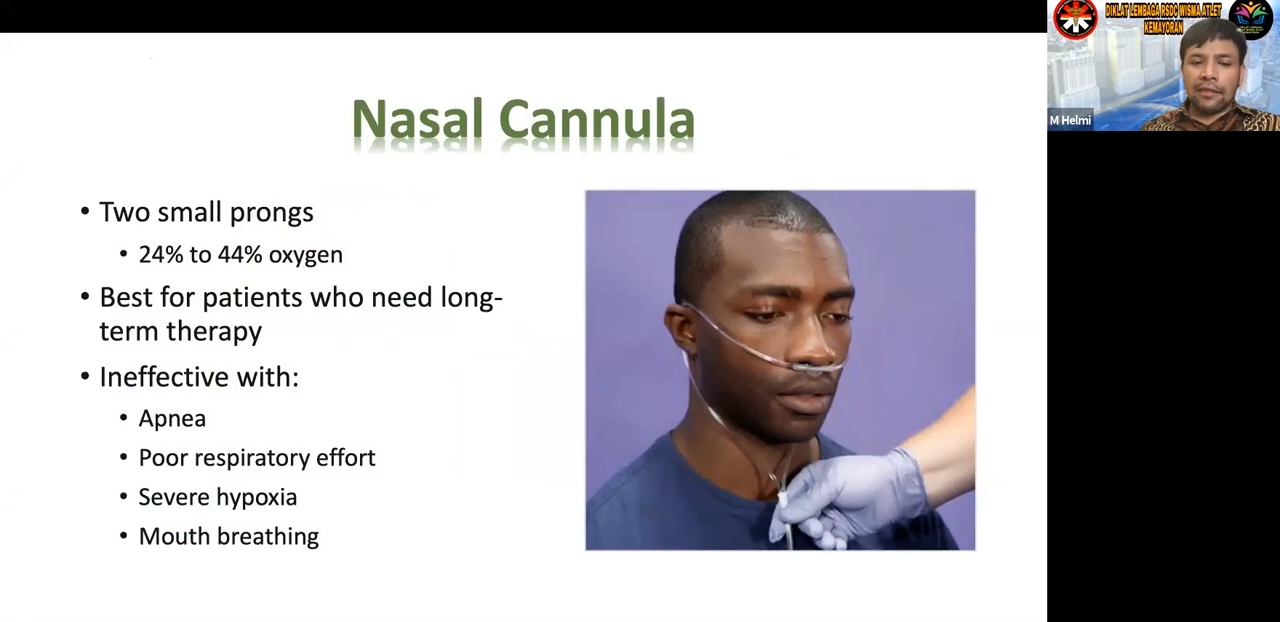 Nasal Cannula
• Two small prongs
• 24% to 44% oxygen
• Best for patients who need long-
term therapy
• Ineffective with:
• Apnea
• Poor respiratory effort
• Severe hypoxia
• Mouth breathing
DIKLAT LEMBAGA RSDC WISMA ATLET
KEMAYORAN
M Helmi